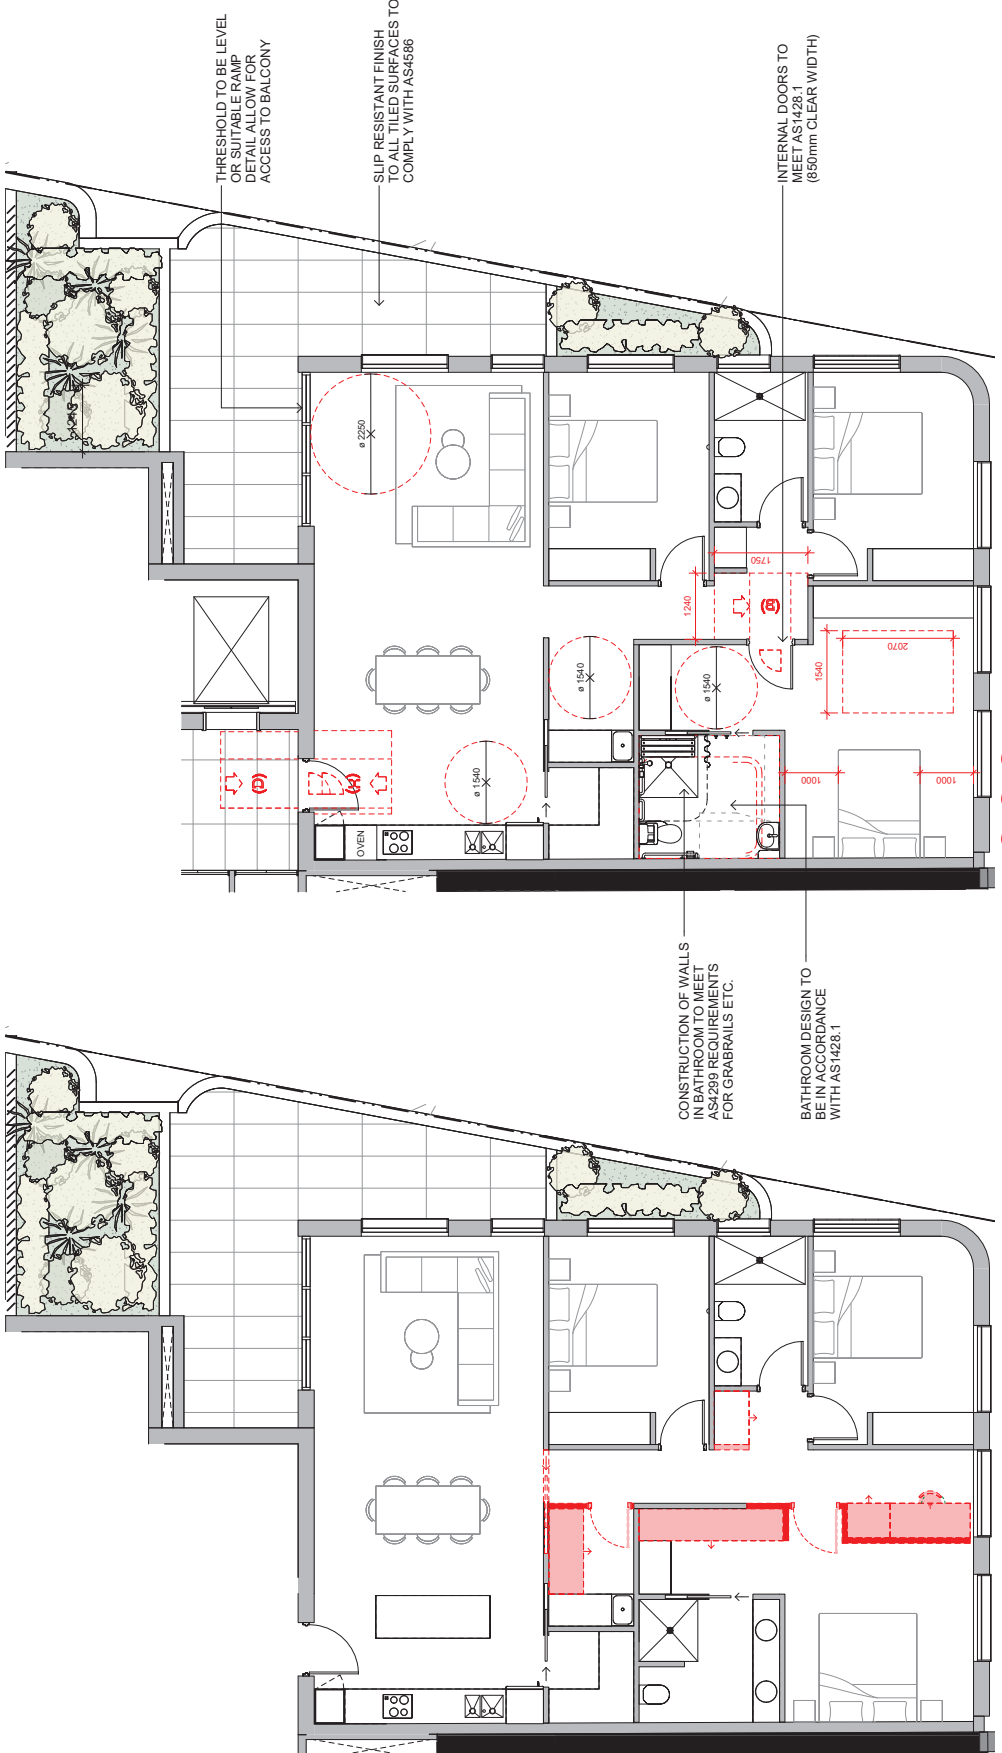 THRESHOLD TO BE LEVEL
OR SUITABLE RAMP
DETAIL ALLOW FOR
ACCESS TO BALCONY
SLIP RESISTANT FINISH
TO ALL TILED SURFACES TO
COMPLY WITH AS4586
INTERNAL DOORS TO
MEET AS1428.1
(850mm CLEAR WIDTH)
ø 2250
1750
1240
(B)
ø 1540
ø 1540
2070
1540
(D)
ø 1540
1000
1000
OVEN
CONSTRUCTION OF WALLS
IN BATHROOM TO MEET
AS4299 REQUIREMENTS
FOR GRABRAILS ETC.
BATHROOM DESIGN TO
BE IN ACCORDANCE
WITH AS1428.1